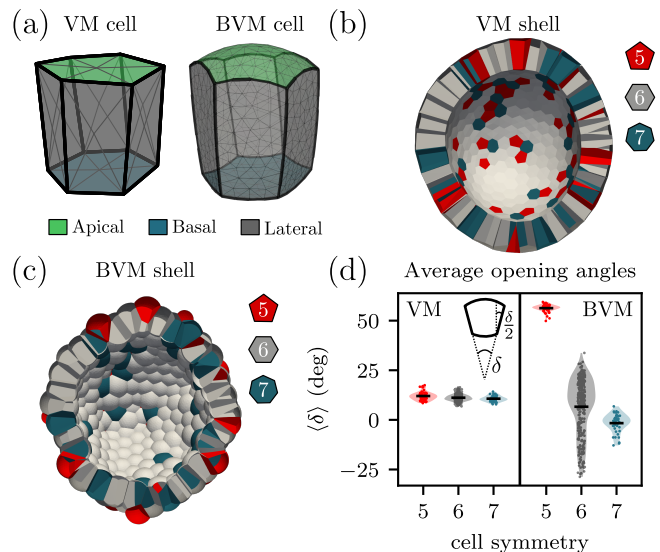 (a) VM cell BVM cell
Apical Basal Lateral
(b) VM shell
5
6
7
(c) BVM shell
5
6
7
(d) Average opening angles
VM BVM
δ/2
δ
⟨δ⟩ (deg)
50
25
0
−25
5 6 7 5 6 7
cell symmetry